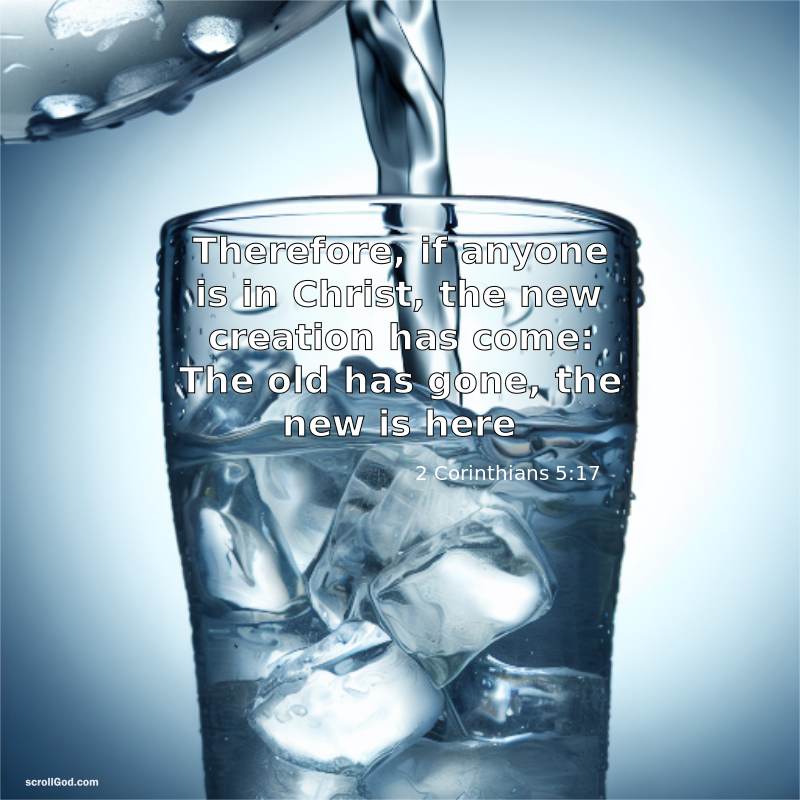 Therefore, if anyone
is in Christ, the new
creation has come:
The old has gone, the
new is here
2 Corinthians 5:17
scrollGod.com